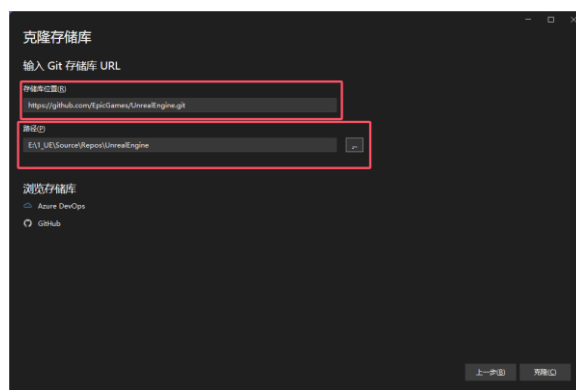 克隆存储库
输入 Git 存储库 URL
存储库位置(R)
https://github.com/EpicGames/UnrealEngine.git
路径(P)
E:\1_UE\Source\Repos\UnrealEngine
...
浏览存储库
Azure DevOps
GitHub
上一步(B)
克隆(C)